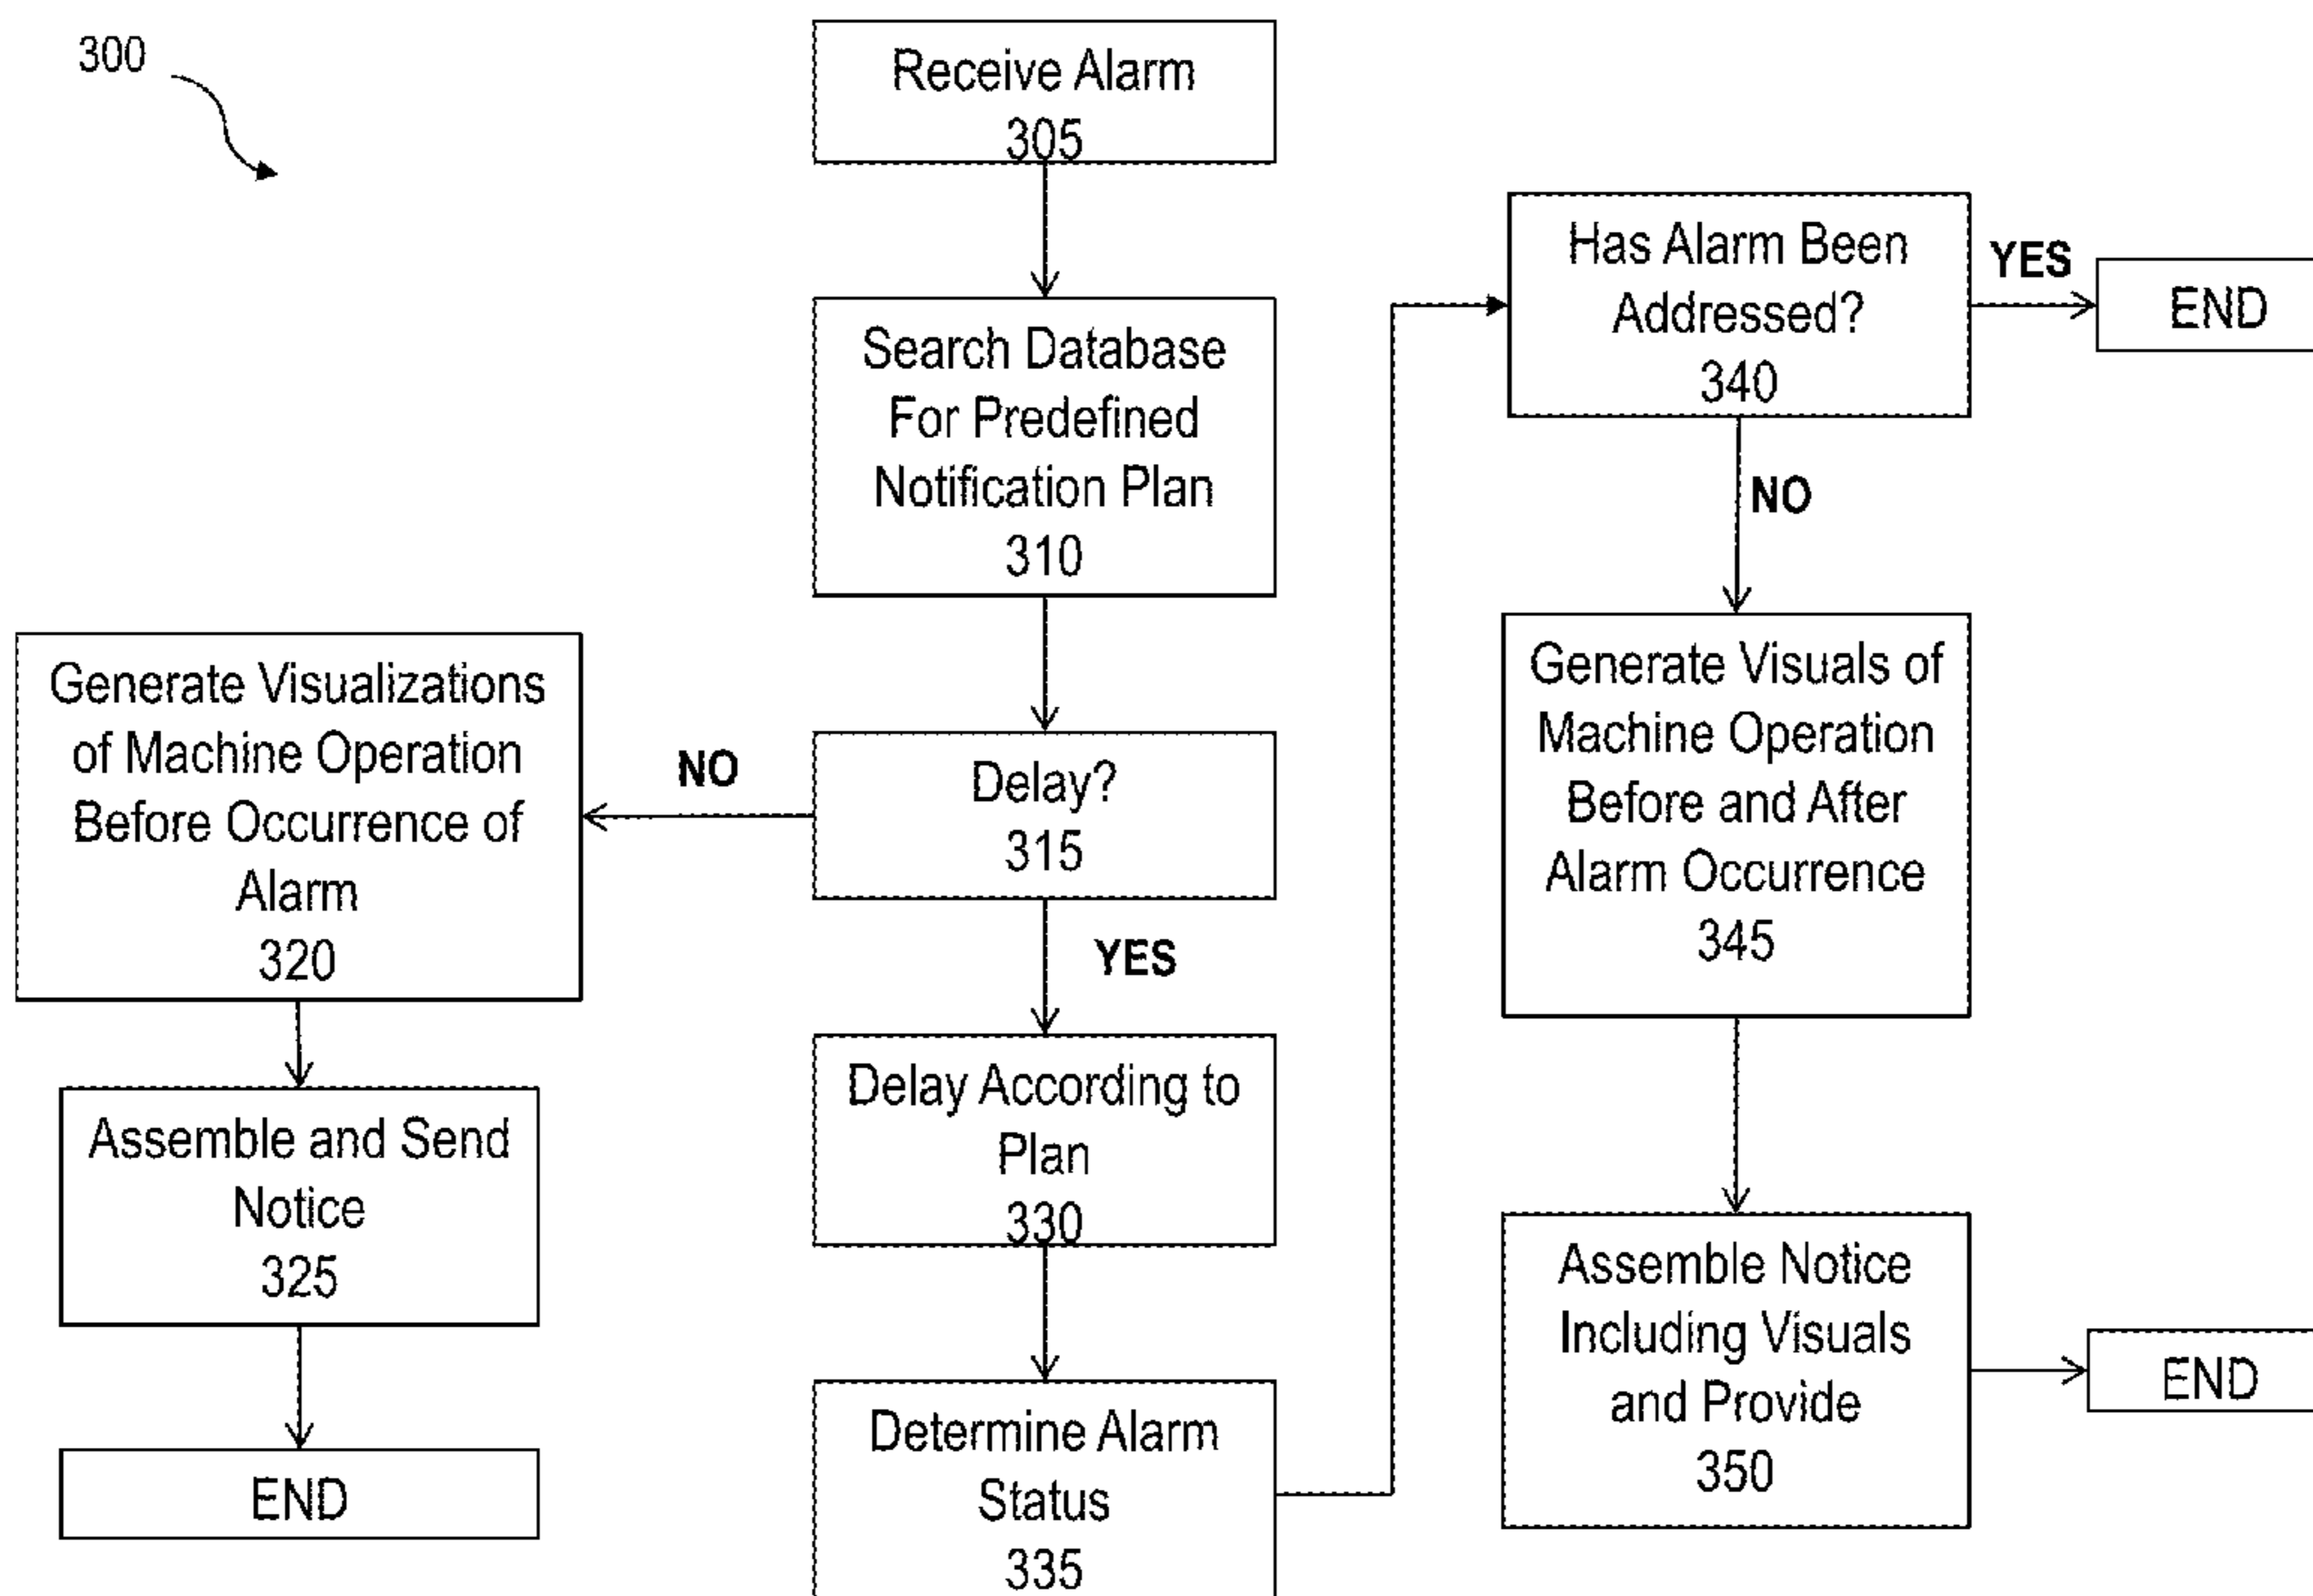 300
Receive Alarm
305
Search Database
For Predefined
Notification Plan
310
Delay?
315
NO
YES
Generate Visualizations
of Machine Operation
Before Occurrence of
Alarm
320
Assemble and Send
Notice
325
END
Delay According to
Plan
330
Determine Alarm
Status
335
Has Alarm Been
Addressed?
340
YES
END
NO
Generate Visuals of
Machine Operation
Before and After
Alarm Occurrence
345
Assemble Notice
Including Visuals
and Provide
350
END